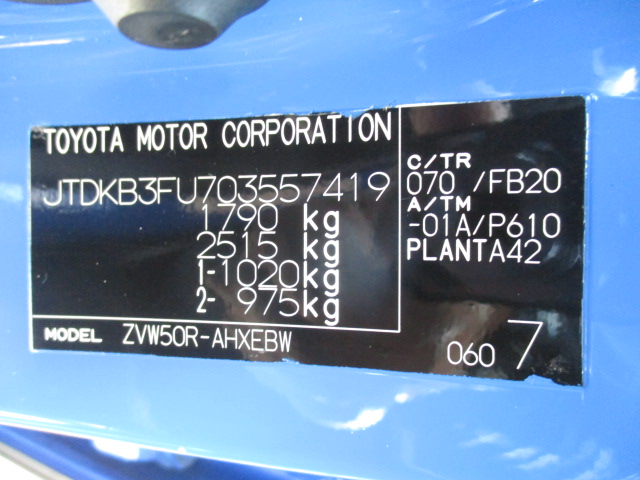 TOYOTA MOTOR CORPORATION
JTDKB3FU703557419
1790 kg
2515 kg
1-1020kg
2- 975kg
C/TR
070 /FB20
A/TM
-01A/P610
PLANTA42
MODEL ZVW50R-AHXEBW
060 7